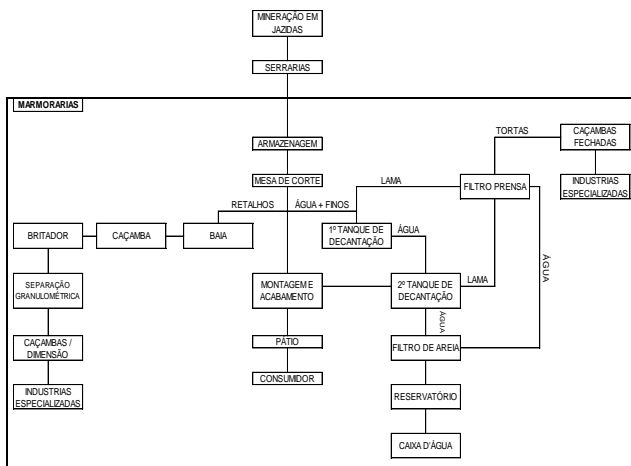 MINERAÇÃO EM
JAZIDAS
SERRARIAS
MARMORARIAS
ARMAZENAGEM
MESA DE CORTE
RETALHOS
ÁGUA + FINOS
LAMA
TORTAS
CAÇAMBAS
FECHADAS
FILTRO PRENSA
INDUSTRIAS
ESPECIALIZADAS
BRITADOR
CAÇAMBA
BAIA
1º TANQUE DE
DECANTAÇÃO
ÁGUA
ÁGUA
SEPARAÇÃO
GRANULOMÉTRICA
MONTAGEM E
ACABAMENTO
2º TANQUE DE
DECANTAÇÃO
LAMA
ÁGUA
CAÇAMBAS /
DIMENSÃO
PÁTIO
FILTRO DE AREIA
INDUSTRIAS
ESPECIALIZADAS
CONSUMIDOR
RESERVATÓRIO
CAIXA D'ÁGUA